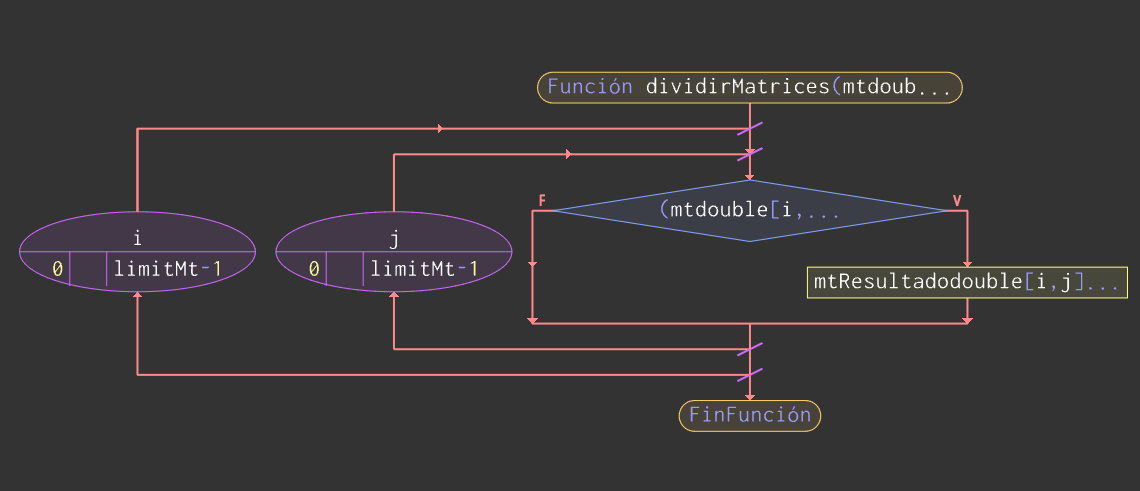 Función dividirMatrices(mtdoub...
F
(mtdouble[i,...
V
i
0 limitMt-1
j
0 limitMt-1
mtResultadodouble[i,j]...
FinFunción